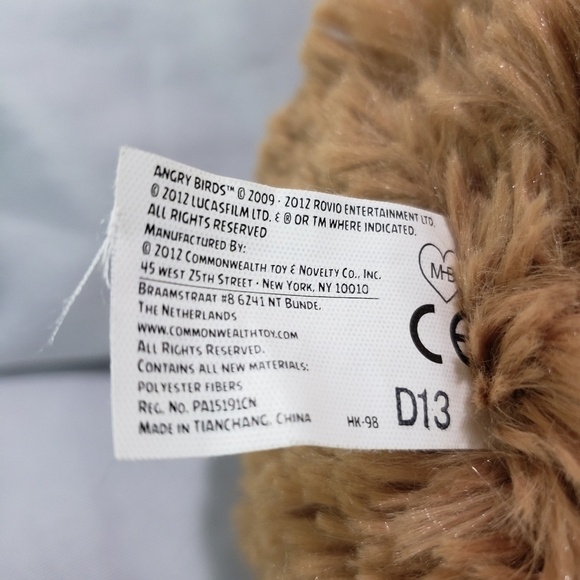 ANGRY BIRDS™ © 2009 - 2012 ROVIO ENTERTAINMENT LTD.
© 2012 LUCASFILM LTD. & ® OR TM WHERE INDICATED.
ALL RIGHTS RESERVED
MANUFACTURED BY:
© 2012 COMMONWEALTH TOY & NOVELTY CO., INC.
45 WEST 25TH STREET • NEW YORK, NY 10010
BRAAMSTRAAT #8 6241 NT BUNDE,
THE NETHERLANDS
WWW.COMMONWEALTHTOY.COM
ALL RIGHTS RESERVED.
CONTAINS ALL NEW MATERIALS:
POLYESTER FIBERS
REG. NO. PA15191CN
MADE IN TIANCHANG, CHINA
HK-98
M-B
CE
D13